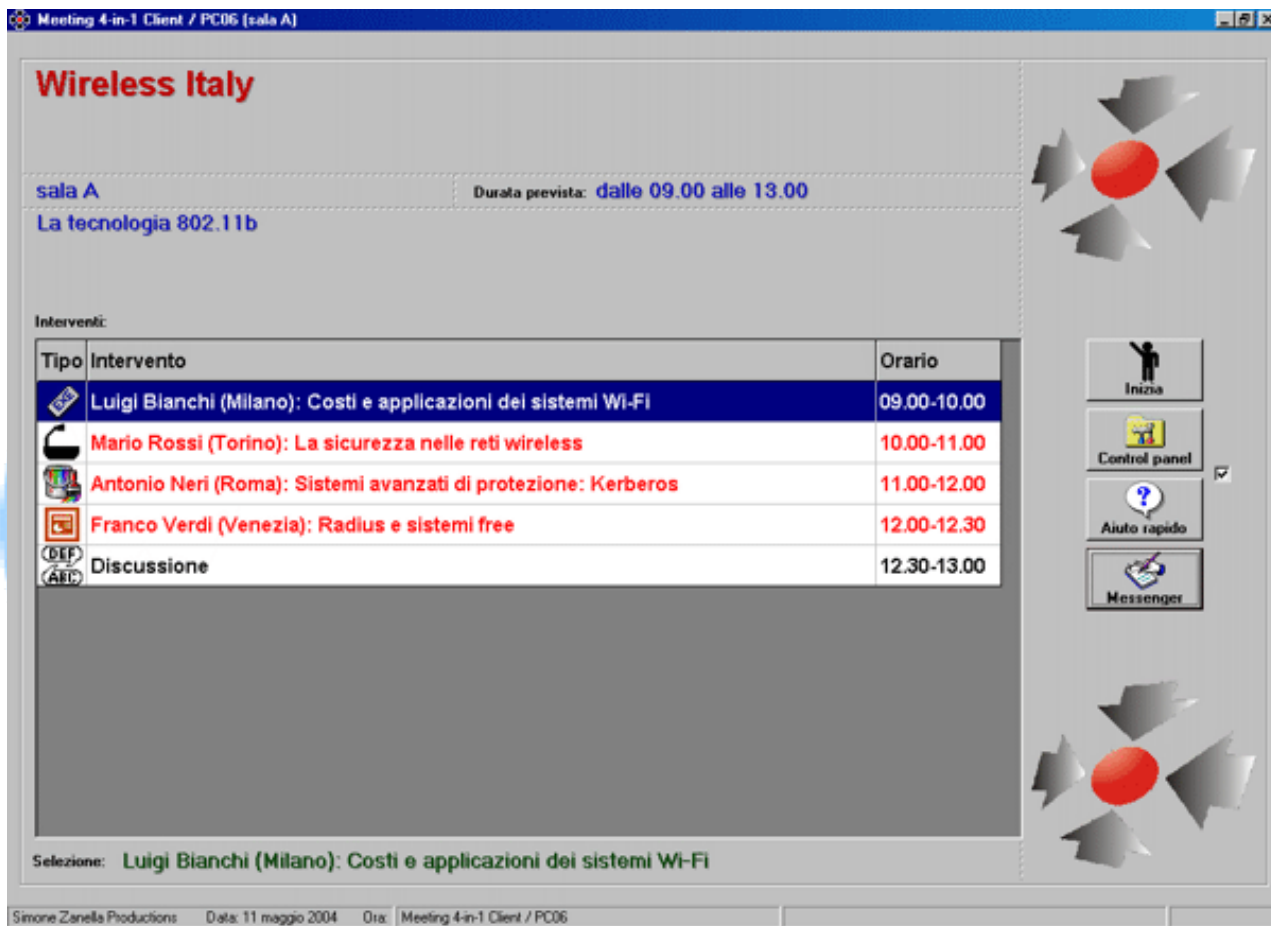 Meeting 4-in-1 Client / PC06 (sala A)
Wireless Italy
sala A
Durata prevista: dalle 09.00 alle 13.00
La tecnologia 802.11b
Interventi:
Tipo Intervento Orario
Luigi Bianchi (Milano): Costi e applicazioni dei sistemi Wi-Fi 09.00-10.00
Mario Rossi (Torino): La sicurezza nelle reti wireless 10.00-11.00
Antonio Neri (Roma): Sistemi avanzati di protezione: Kerberos 11.00-12.00
Franco Verdi (Venezia): Radius e sistemi free 12.00-12.30
DEF
ABC
Discussione 12.30-13.00
Inizia
Control panel
Aiuto rapido
Messenger
Selezione: Luigi Bianchi (Milano): Costi e applicazioni dei sistemi Wi-Fi
Simone Zanella Productions Data: 11 maggio 2004 Ora: Meeting 4-in-1 Client / PC06